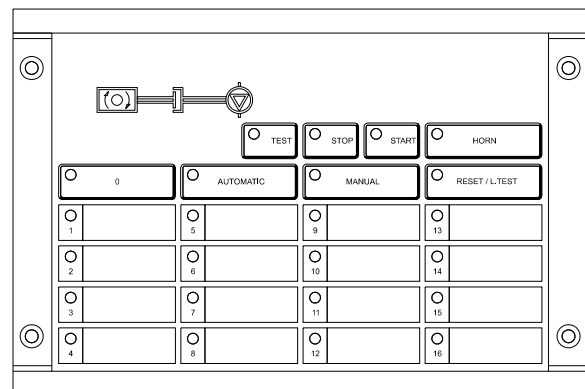 TEST STOP START HORN
0 AUTOMATIC MANUAL RESET / L.TEST
1 5 9 13
2 6 10 14
3 7 11 15
4 8 12 16